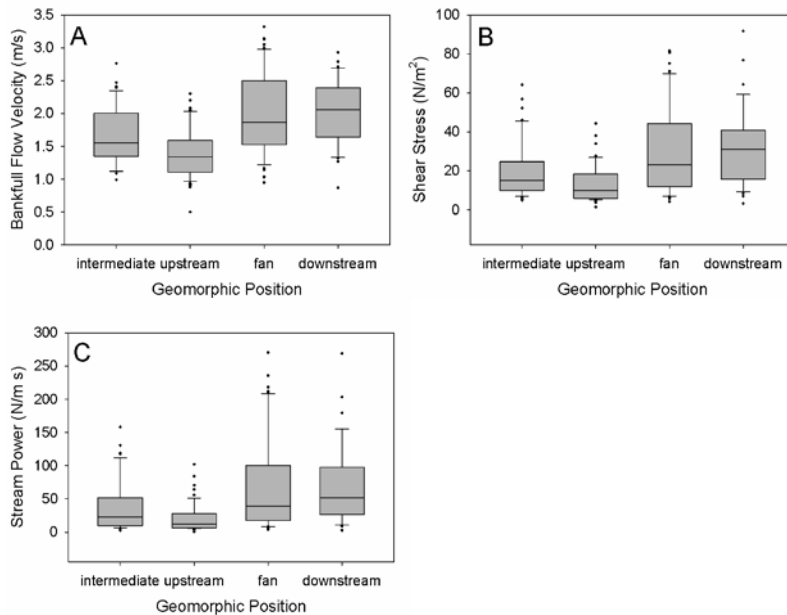 A
Bankfull Flow Velocity (m/s)
3.5
3.0
2.5
2.0
1.5
1.0
0.5
0.0
intermediate upstream fan downstream
Geomorphic Position
B
Shear Stress (N/m²)
100
80
60
40
20
0
intermediate upstream fan downstream
Geomorphic Position
C
Stream Power (N/m s)
300
250
200
150
100
50
0
intermediate upstream fan downstream
Geomorphic Position